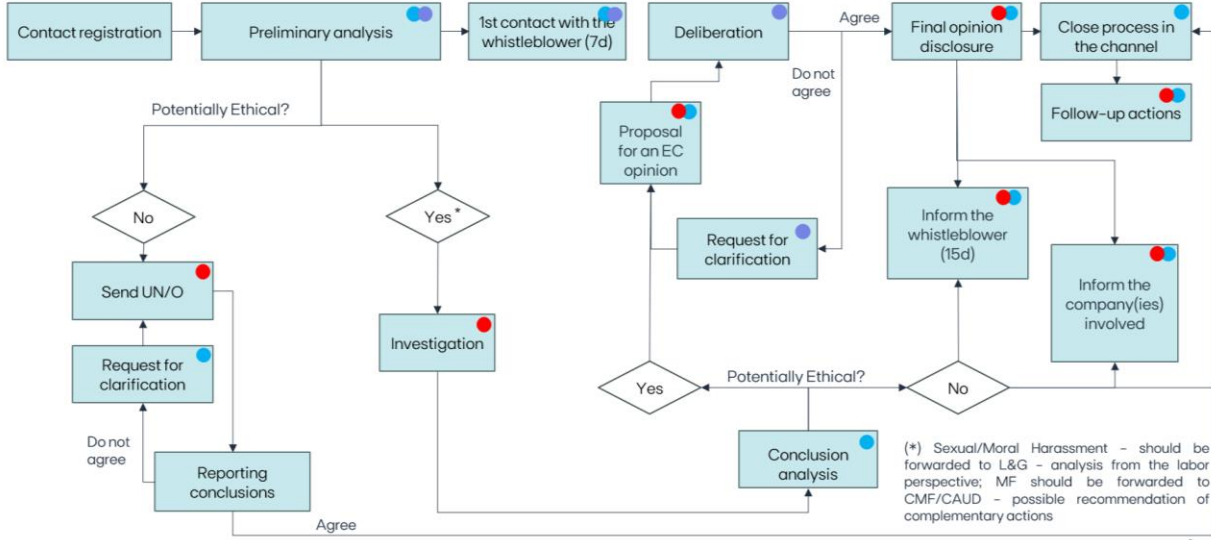 Contact registration
Preliminary analysis
1st contact with the
whistleblower (7d)
Deliberation
Agree
Final opinion
disclosure
Close process in
the channel
Do not
agree
Follow-up actions
Potentially Ethical?
Proposal
for an EC
opinion
No
Yes *
Request for
clarification
Inform the
whistleblower
(15d)
Send UN/O
Inform the
company(ies)
involved
Investigation
Request for
clarification
Yes
Potentially Ethical?
No
Do not
agree
Reporting
conclusions
Conclusion
analysis
(*) Sexual/Moral Harassment - should be
forwarded to L&G - analysis from the labor
perspective; MF should be forwarded to
CMF/CAUD - possible recommendation of
complementary actions
Agree